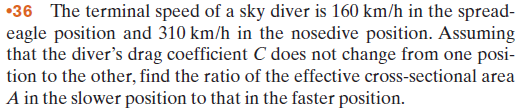 •36 The terminal speed of a sky diver is 160 km/h in the spread-
eagle position and 310 km/h in the nosedive position. Assuming
that the diver's drag coefficient C does not change from one posi-
tion to the other, find the ratio of the effective cross-sectional area
A in the slower position to that in the faster position.